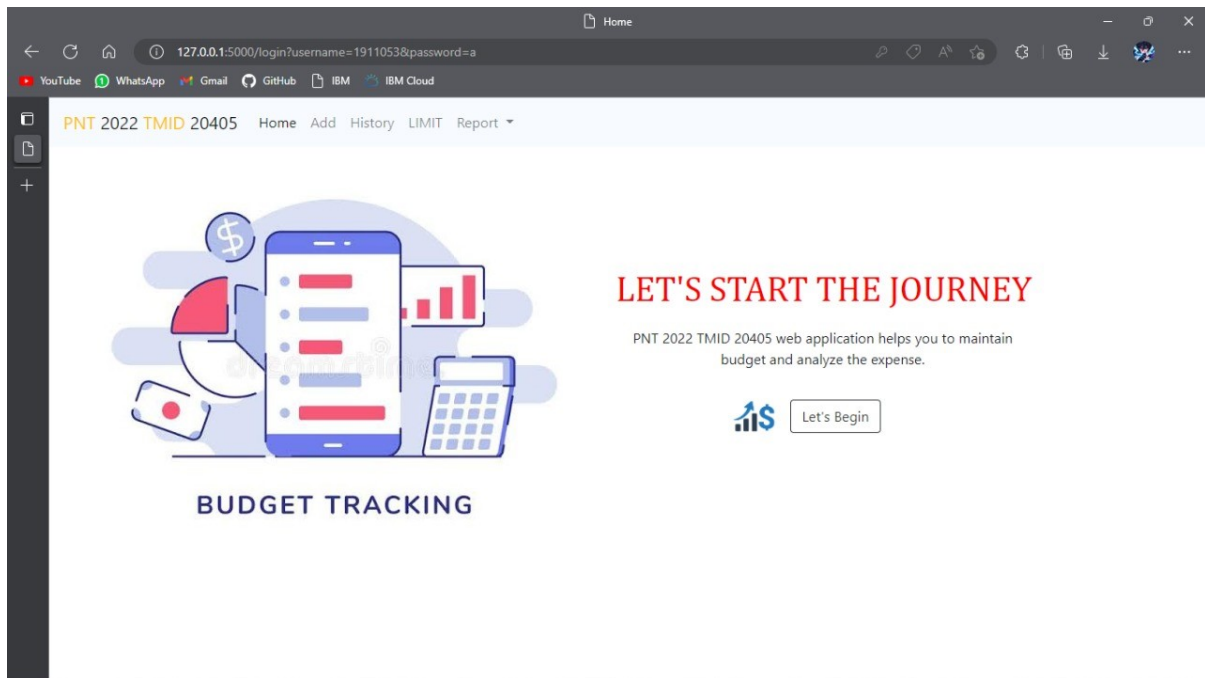 Home
127.0.0.1:5000/login?username=1911053&password=a
YouTube WhatsApp Gmail GitHub IBM IBM Cloud
PNT 2022 TMID 20405 Home Add History LIMIT Report
$
LET'S START THE JOURNEY
PNT 2022 TMID 20405 web application helps you to maintain
budget and analyze the expense.
dreamstime
$ Let's Begin
BUDGET TRACKING